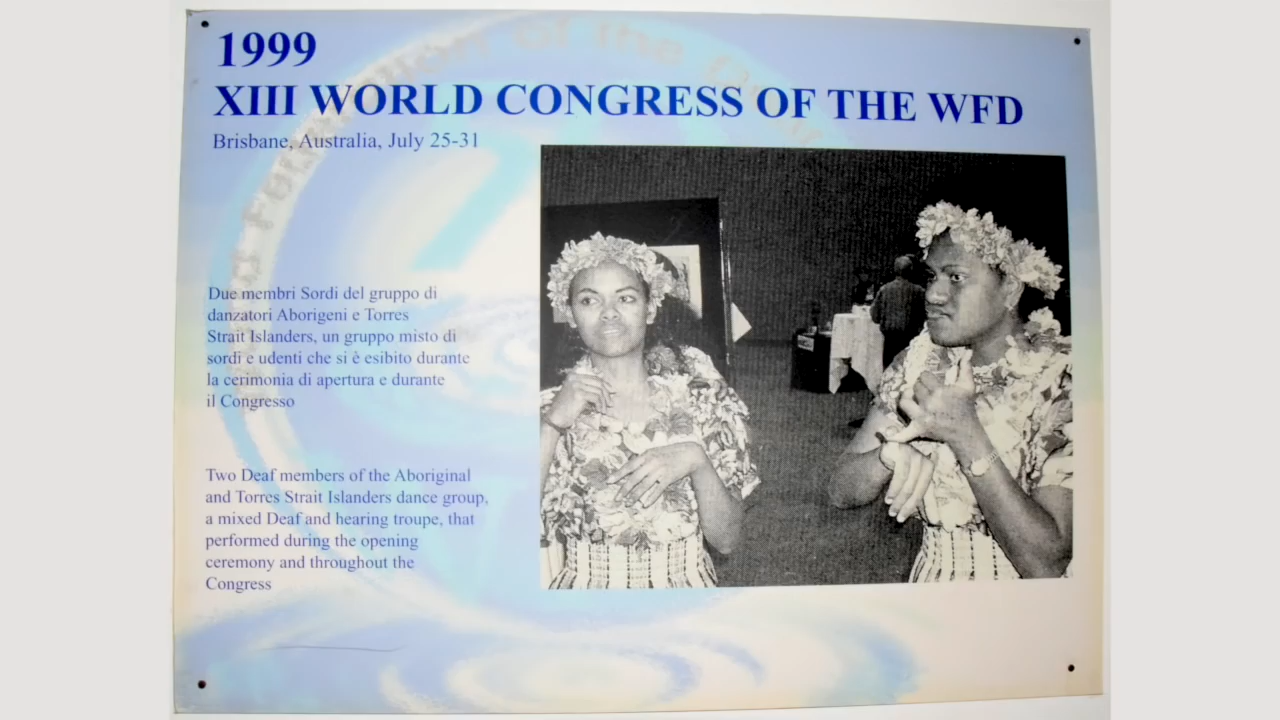 1999
XIII WORLD CONGRESS OF THE WFD
Brisbane, Australia, July 25-31
Due membri Sordi del gruppo di
danzatori Aborigeni e Torres
Strait Islanders, un gruppo misto di
sordi e udenti che si è esibito durante
la cerimonia di apertura e durante
il Congresso
Two Deaf members of the Aboriginal
and Torres Strait Islanders dance group,
a mixed Deaf and hearing troupe, that
performed during the opening
ceremony and throughout the
Congress